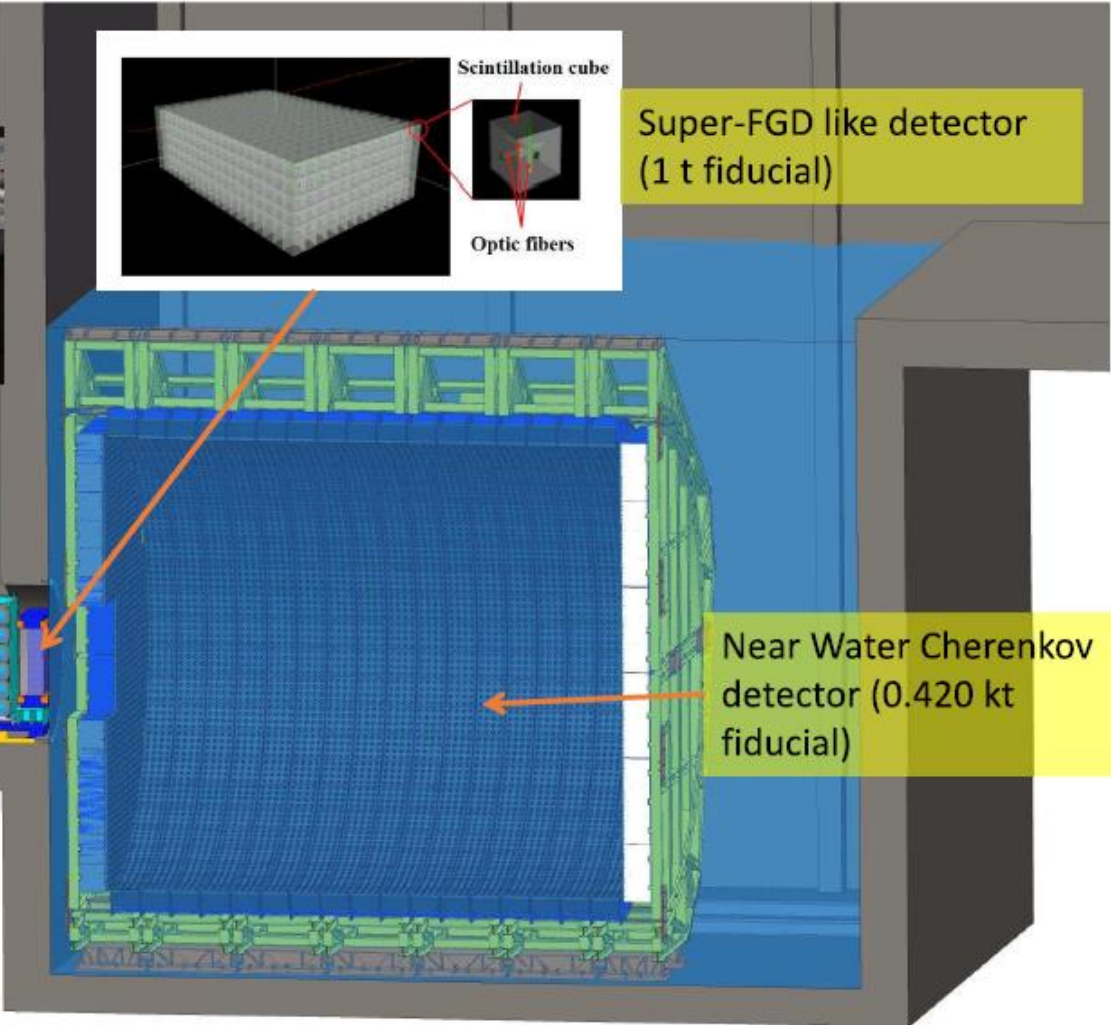 Scintillation cube
Optic fibers
Super-FGD like detector
(1 t fiducial)
Near Water Cherenkov
detector (0.420 kt
fiducial)